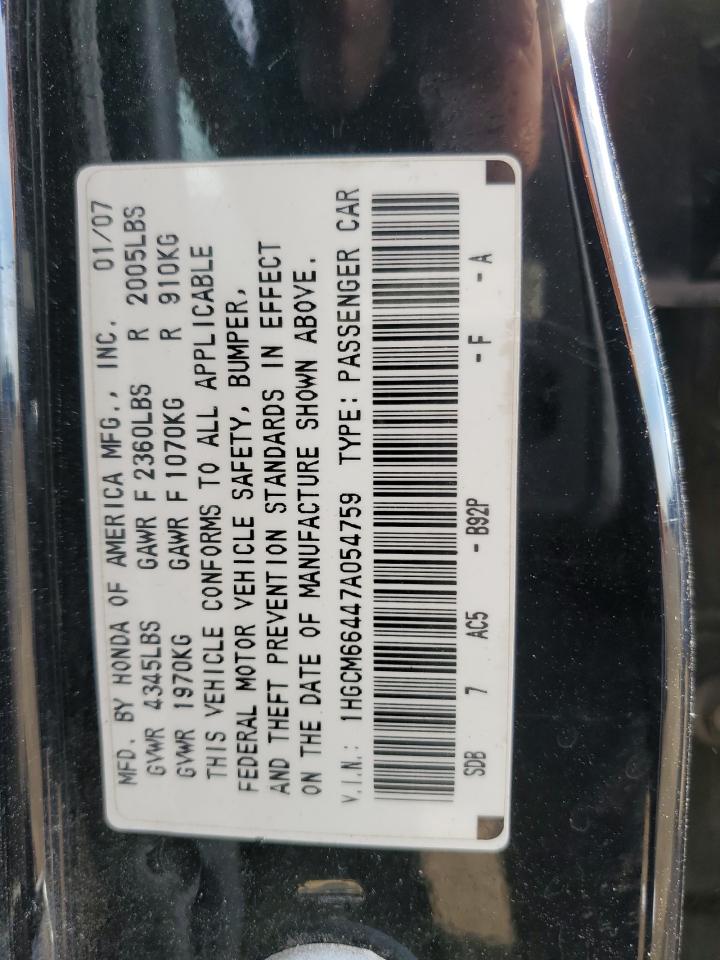 MFD. BY HONDA OF AMERICA MFG., INC. 01/07
GVWR 4345LBS GAWR F 2360LBS R 2005LBS
GVWR 1970KG GAWR F 1070KG R 910KG
THIS VEHICLE CONFORMS TO ALL APPLICABLE
FEDERAL MOTOR VEHICLE SAFETY, BUMPER,
AND THEFT PREVENTION STANDARDS IN EFFECT
ON THE DATE OF MANUFACTURE SHOWN ABOVE.
V.I.N.: 1HGCM66447A054759 TYPE: PASSENGER CAR
SDB 7 AC5 - B92P - F - A